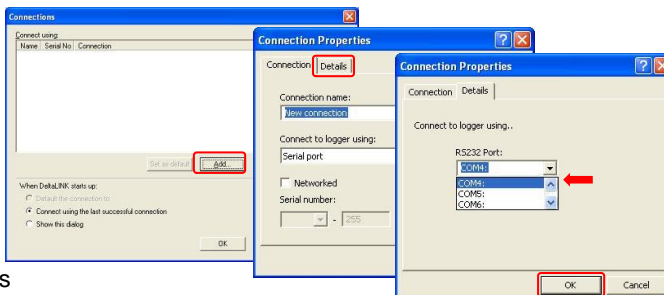 Connections
Connect using:
Name Serial No Connection
Set as default
Add...
When DeltaLINK starts up:
Default the connection to:
Connect using the last successful connection
Show this dialog
OK
Connection Properties
Connection Details
Connection name:
New connection
Connect to logger using:
Serial port
Networked
Serial number:
- 255
Connection Properties
Connection Details
Connect to logger using..
RS232 Port:
COM4:
COM4:
COM5:
COM6:
OK Cancel
s